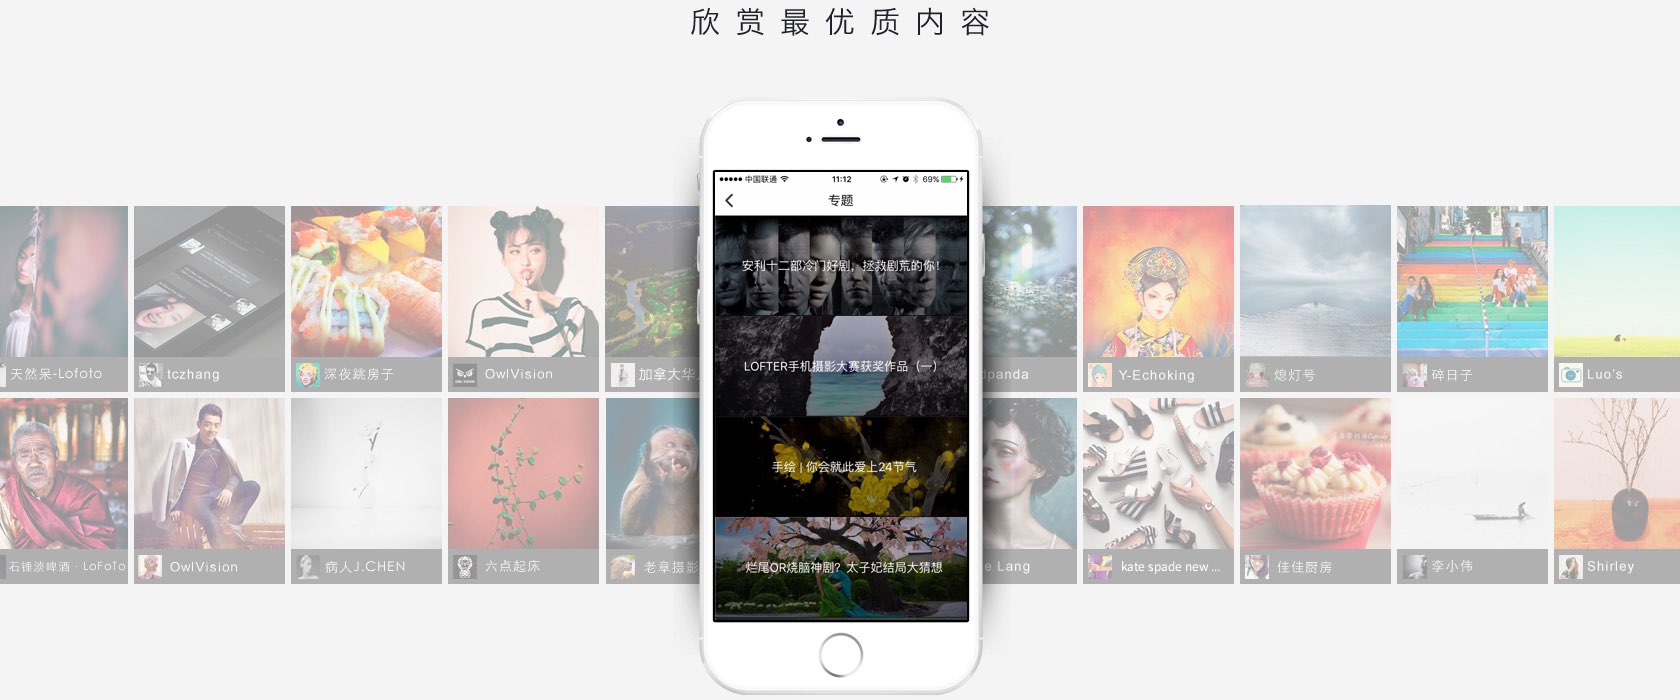 欣赏最优质内容
中国联通
11:12
69%
专题
安利十二部冷门好剧，拯救剧荒的你！
LOFTER手机摄影大赛获奖作品（一）
手绘 | 你会就此爱上24节气
烂尾OR烧脑神剧？太子妃结局大猜想
天然呆-Lofoto
tczhang
深夜跳房子
OwlVision
加拿大华人
dpanda
Y-Echoking
熄灯号
碎日子
Luo's
石锤淡啤酒 · LoFoTo
OwlVision
病人J.CHEN
六点起床
老章摄影
e Lang
kate spade new ...
佳佳厨房
李小伟
Shirley